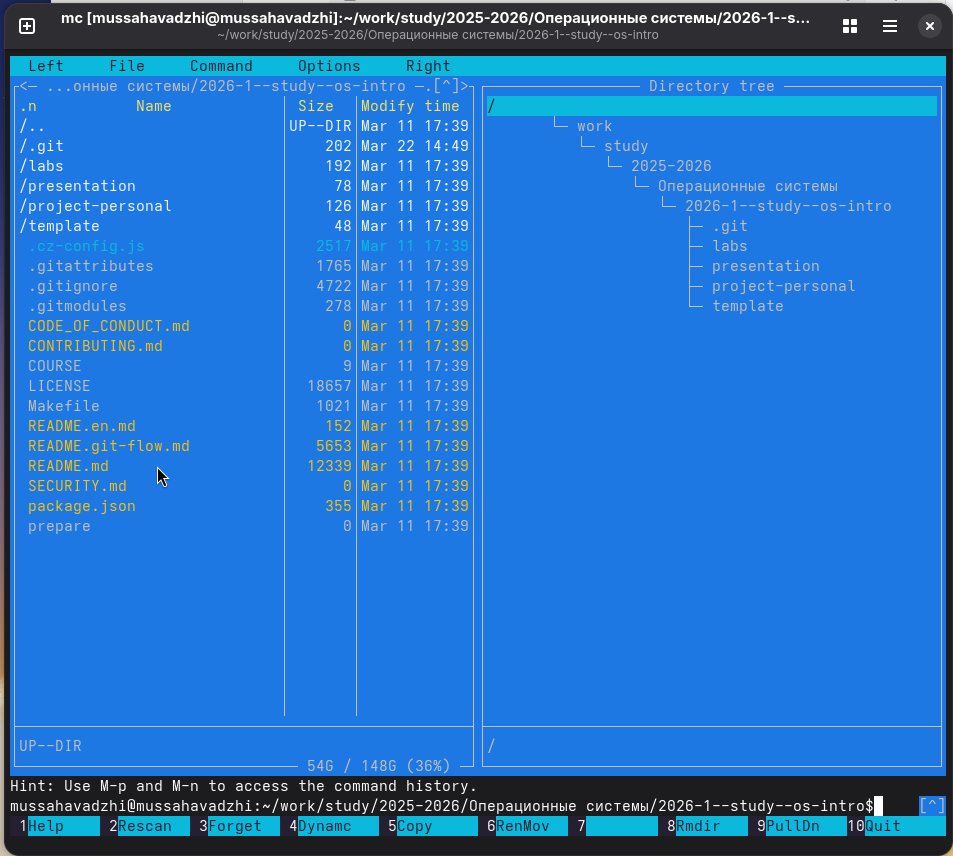 mc [mussahavadzhi@mussahavadzhi]:~/work/study/2025-2026/Операционные системы/2026-1--s...
~/work/study/2025-2026/Операционные системы/2026-1--study--os-intro
Left File Command Options Right
<— ...онные системы/2026-1--study--os-intro —.[^]> Directory tree
.n Name Size Modify time /
/.. UP--DIR Mar 11 17:39 work
/.git 202 Mar 22 14:49 study
/labs 192 Mar 11 17:39 2025-2026
/presentation 78 Mar 11 17:39 Операционные системы
/project-personal 126 Mar 11 17:39 2026-1--study--os-intro
/template 48 Mar 11 17:39 .git
.cz-config.js 2517 Mar 11 17:39 labs
.gitattributes 1765 Mar 11 17:39 presentation
.gitignore 4722 Mar 11 17:39 project-personal
.gitmodules 278 Mar 11 17:39 template
CODE_OF_CONDUCT.md 0 Mar 11 17:39
CONTRIBUTING.md 0 Mar 11 17:39
COURSE 9 Mar 11 17:39
LICENSE 18657 Mar 11 17:39
Makefile 1021 Mar 11 17:39
README.en.md 152 Mar 11 17:39
README.git-flow.md 5653 Mar 11 17:39
README.md 12339 Mar 11 17:39
SECURITY.md 0 Mar 11 17:39
package.json 355 Mar 11 17:39
prepare 0 Mar 11 17:39
UP--DIR /
54G / 148G (36%)
Hint: Use M-p and M-n to access the command history.
mussahavadzhi@mussahavadzhi:~/work/study/2025-2026/Операционные системы/2026-1--study--os-intro$ [^]
1Help 2Rescan 3Forget 4Dynamc 5Copy 6RenMov 7 8Rmdir 9PullDn 10Quit